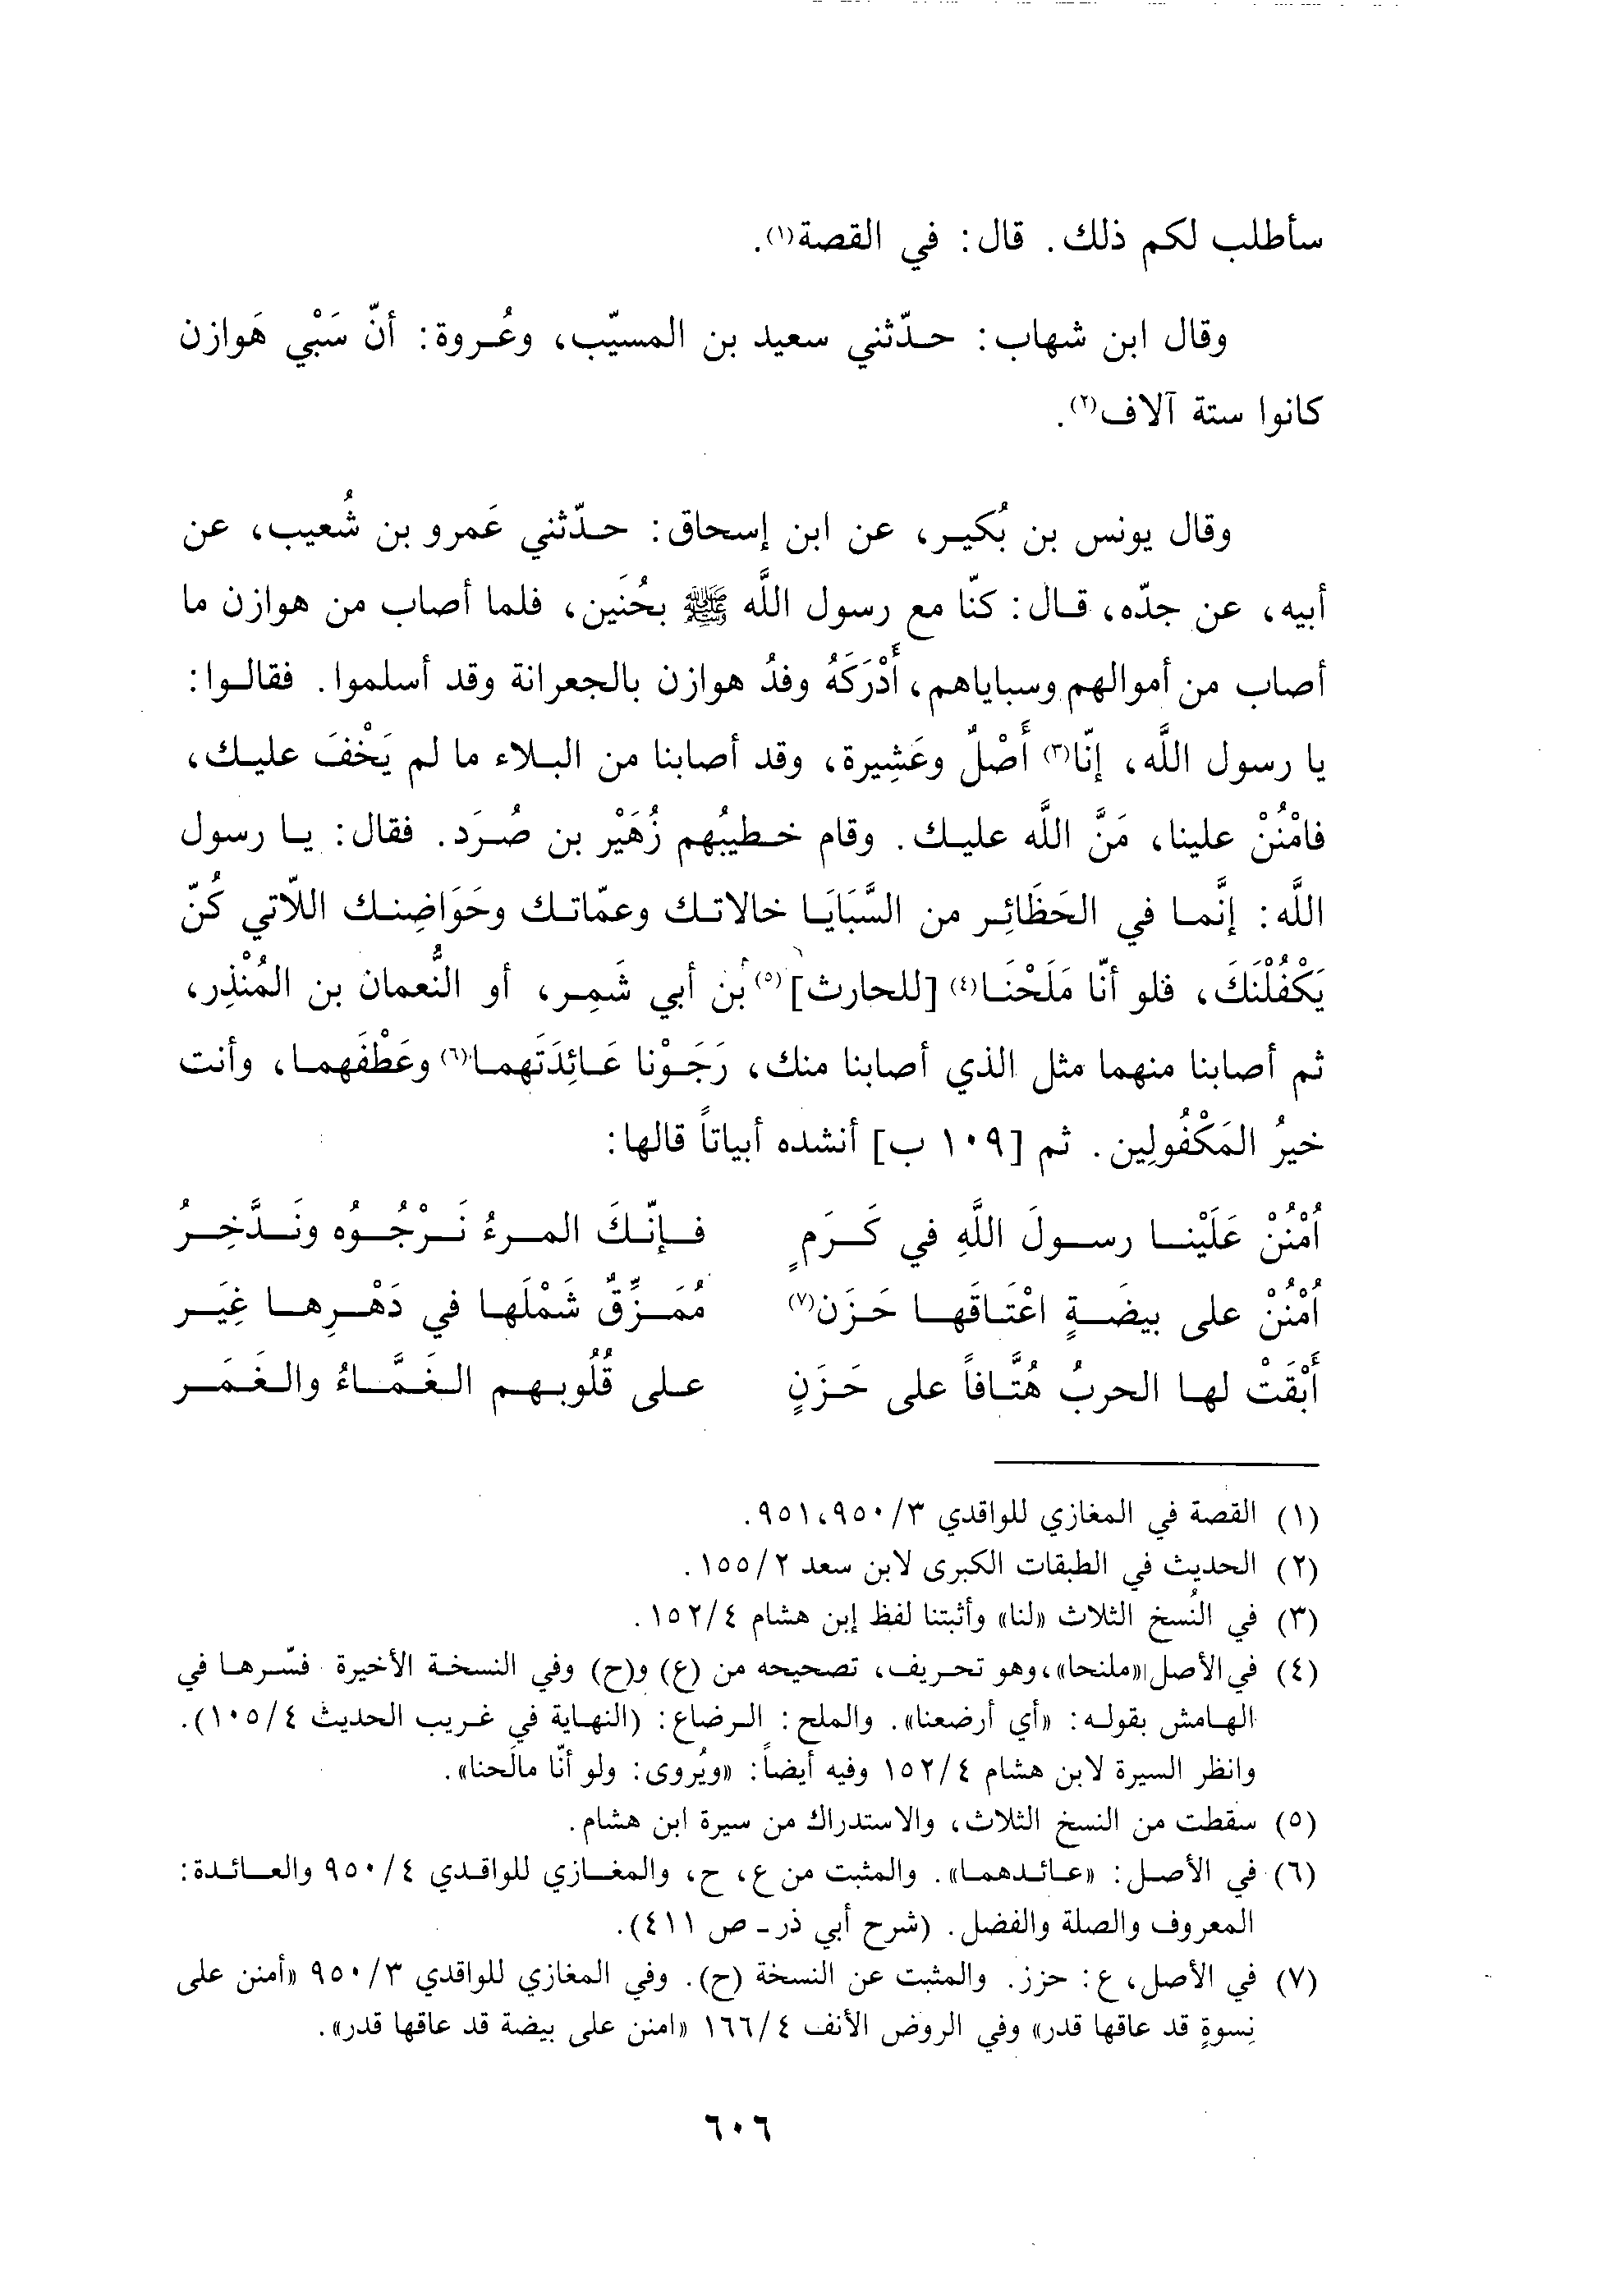 سأطلب لكم ذلك. قال: في القصة(١).
وقال ابن شهاب: حدّثني سعيد بن المسيّب، وعُروة: أنّ سَبْي هَوازن
كانوا ستة آلاف(٢).
وقال يونس بن بُكير، عن ابن إسحاق: حدّثني عَمرو بن شُعيب، عن
أبيه، عن جدّه، قال: كنّا مع رسول اللَّه ﷺ بحُنَين، فلما أصاب من هوازن ما
أصاب من أموالهم وسباياهم، أَدْرَكَهُ وفدُ هوازن بالجعرانة وقد أسلموا. فقالوا:
يا رسول اللَّه، إنّا(٣) أَصْلٌ وعَشِيرة، وقد أصابنا من البلاء ما لم يَخْفَ عليك،
فامْنُنْ علينا، مَنَّ اللَّه عليك. وقام خطيبُهم زُهَيْر بن صُرَد. فقال: يا رسول
اللَّه: إنَّما في الحَظَائِر من السَّبَايَا خالاتك وعمّاتك وحَوَاضِنك اللّاتي كُنّ
يَكْفُلْنَكَ، فلو أنّا مَلَحْنَا(٤) [للحارث](٥) بن أبي شَمِر، أو النُّعمان بن المُنْذِر،
ثم أصابنا منهما مثل الذي أصابنا منك، رَجَوْنا عَائِدَتَهما(٦) وعَطْفَهما، وأنت
خيرُ المَكْفُولِين. ثم [١٠٩ ب] أنشده أبياتاً قالها:
اُمْنُنْ عَلَيْنا رسولَ اللَّهِ في كَرَمٍ فإنّكَ المرءُ نَرْجُوُه ونَدَّخِرُ
اُمْنُنْ على بيضَةٍ اعْتَاقَها حَزَن(٧) مُمَزِّقٌ شَمْلَها في دَهْرِها غِيَر
أَبْقَتْ لها الحربُ هُتَّافاً على حَزَنٍ على قُلُوبهم الغَمَّاءُ والغَمَر
(١) القصة في المغازي للواقدي ٣/ ٩٥٠، ٩٥١.
(٢) الحديث في الطبقات الكبرى لابن سعد ٢/ ١٥٥.
(٣) في النُسخ الثلاث «لنا» وأثبتنا لفظ إبن هشام ٤/ ١٥٢.
(٤) في الأصل «ملنحا»، وهو تحريف، تصحيحه من (ع) و(ح) وفي النسخة الأخيرة فسّرها في
الهامش بقوله: «أي أرضعنا». والملح: الرضاع: (النهاية في غريب الحديث ٤/ ١٠٥).
وانظر السيرة لابن هشام ٤/ ١٥٢ وفيه أيضاً: «ويُروى: ولو أنّا مالَحنا».
(٥) سقطت من النسخ الثلاث، والاستدراك من سيرة ابن هشام.
(٦) في الأصل: «عائدهما». والمثبت من ع، ح، والمغازي للواقدي ٤/ ٩٥٠ والعائدة:
المعروف والصلة والفضل. (شرح أبي ذر ـ ص ٤١١).
(٧) في الأصل، ع: حزز. والمثبت عن النسخة (ح). وفي المغازي للواقدي ٣/ ٩٥٠ «أمنن على
نِسوةٍ قد عاقها قدر» وفي الروض الأنف ٤/ ١٦٦ «امنن على بيضة قد عاقها قدر».
٦٠٦